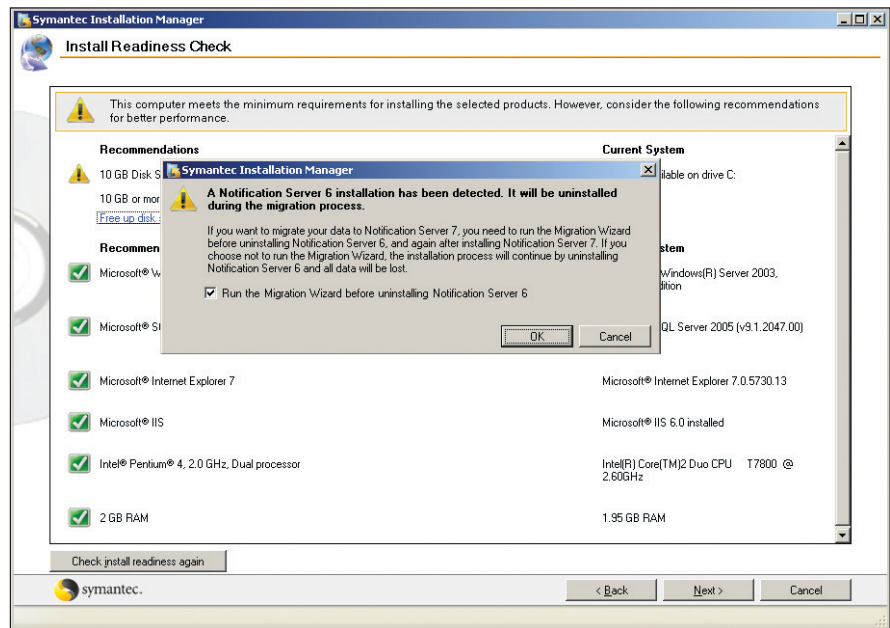 Symantec Installation Manager
Install Readiness Check
This computer meets the minimum requirements for installing the selected products. However, consider the following recommendations
for better performance.
Recommendations
Current System
10 GB Disk S
ilable on drive C:
10 GB or mor
Free up disk
Symantec Installation Manager
A Notification Server 6 installation has been detected. It will be uninstalled
during the migration process.
If you want to migrate your data to Notification Server 7, you need to run the Migration Wizard
before uninstalling Notification Server 6, and again after installing Notification Server 7. If you
choose not to run the Migration Wizard, the installation process will continue by uninstalling
Notification Server 6 and all data will be lost.
Run the Migration Wizard before uninstalling Notification Server 6
OK
Cancel
Recommen
stem
Microsoft® W
Windows(R) Server 2003,
dition
Microsoft® S
QL Server 2005 (v9.1.2047.00)
Microsoft® Internet Explorer 7
Microsoft® Internet Explorer 7.0.5730.13
Microsoft® IIS
Microsoft® IIS 6.0 installed
Intel® Pentium® 4, 2.0 GHz, Dual processor
Intel(R) Core(TM)2 Duo CPU T7800 @
2.60GHz
2 GB RAM
1.95 GB RAM
Check install readiness again
symantec.
< Back
Next >
Cancel